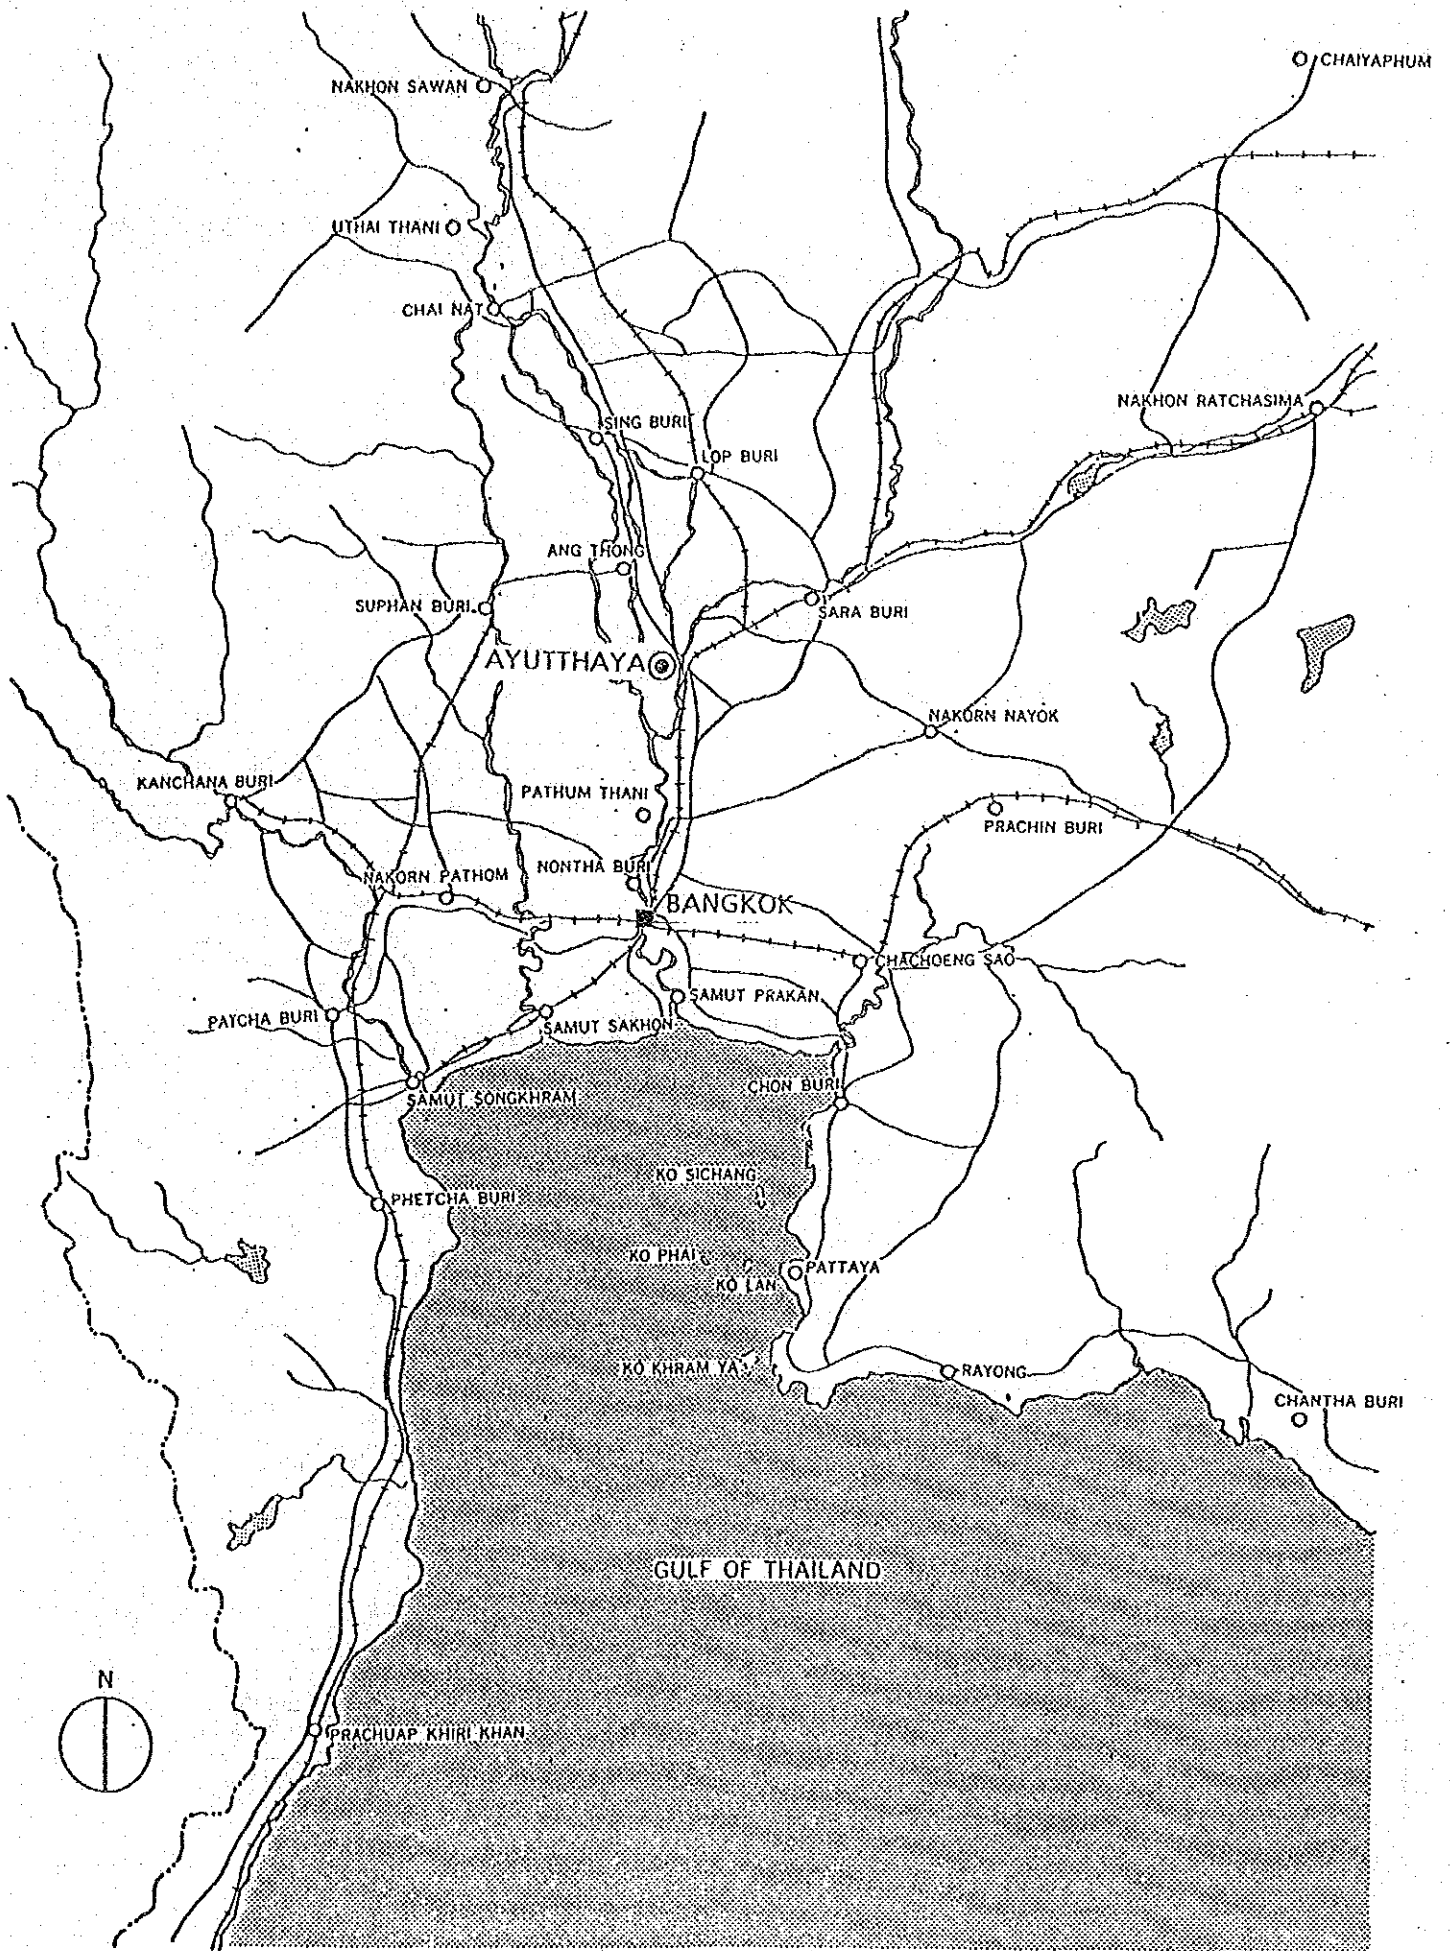 CHAIYAPHUM
NAKHON SAWAN
UTHAI THANI
CHAI NAT
NAKHON RATCHASIMA
SING BURI
LOP BURI
ANG THONG
SUPHAN BURI
SARA BURI
AYUTTHAYA
NAKORN NAYOK
KANCHANA BURI
PATHUM THANI
PRACHIN BURI
NONTHA BURI
NAKORN PATHOM
BANGKOK
CHACHOENG SAO
SAMUT PRAKAN
PATCHA BURI
SAMUT SAKHON
CHON BURI
SAMUT SONGKHRAM
KO SICHANG
PHETCHA BURI
KO PHAI
PATTAYA
KO LAN
KO KHRAM YA
RAYONG
CHANTHA BURI
GULF OF THAILAND
N
PRACHUAP KHIRI KHAN